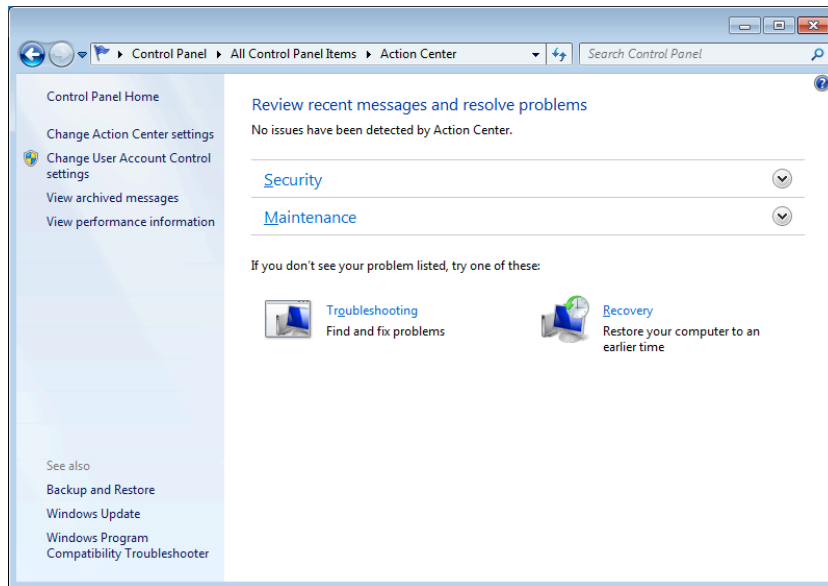 Control Panel
All Control Panel Items
Action Center
Search Control Panel
Control Panel Home
Change Action Center settings
Change User Account Control
settings
View archived messages
View performance information
See also
Backup and Restore
Windows Update
Windows Program
Compatibility Troubleshooter
Review recent messages and resolve problems
No issues have been detected by Action Center.
Security
Maintenance
If you don't see your problem listed, try one of these:
Troubleshooting
Find and fix problems
Recovery
Restore your computer to an
earlier time